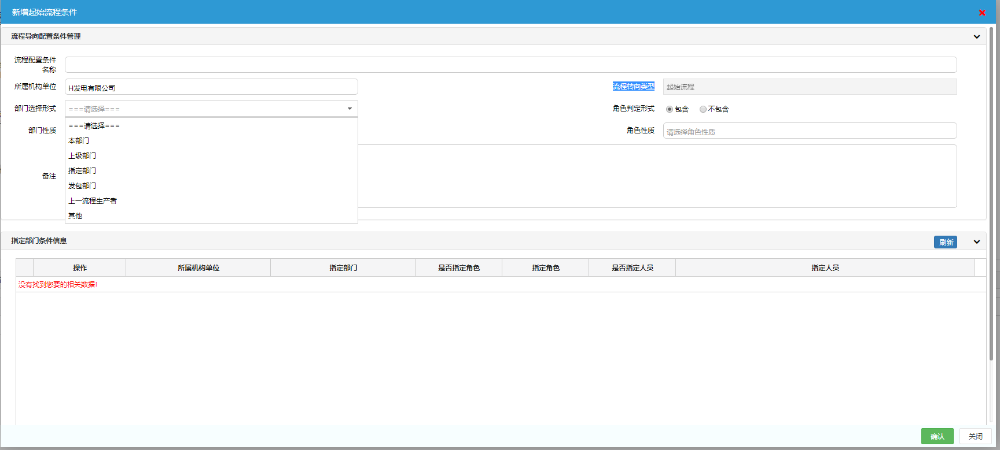 新增起始流程条件
流程导向配置条件管理
流程配置条件
名称
所属机构单位 H发电有限公司 流程转向类型 起始流程
部门选择形式 ===请选择=== 角色判定形式 包含 不包含
===请选择===
部门性质 角色性质 请选择角色性质
本部门
上级部门
指定部门
备注
发包部门
上一流程生产者
其他
指定部门条件信息 刷新
操作 所属机构单位 指定部门 是否指定角色 指定角色 是否指定人员 指定人员
没有找到您要的相关数据!
确认 关闭